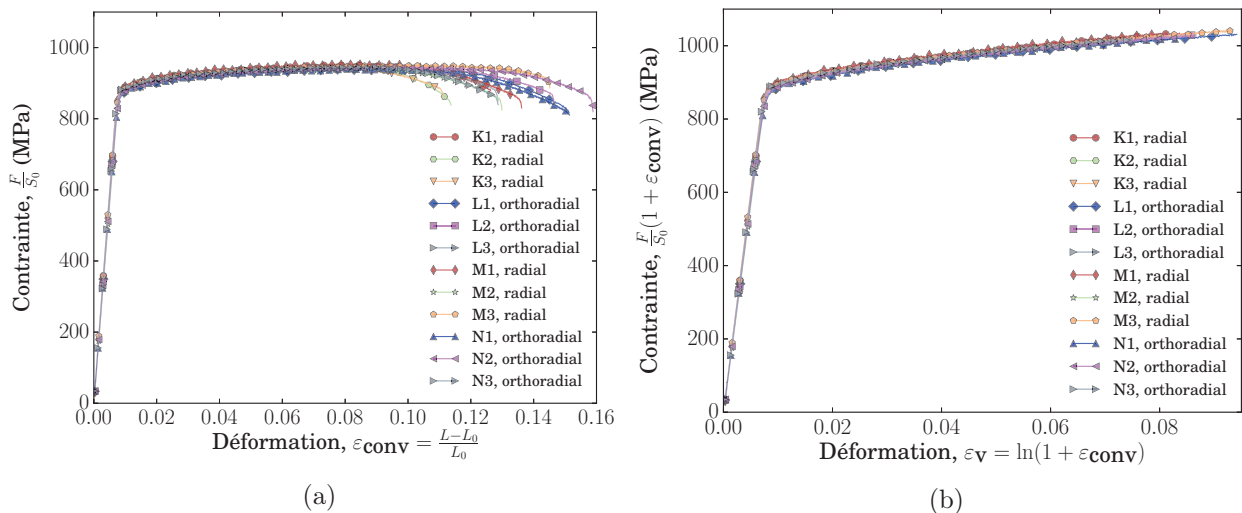 1000
800
600
400
200
0
Contrainte, F/S₀ (MPa)
K1, radial
K2, radial
K3, radial
L1, orthoradial
L2, orthoradial
L3, orthoradial
M1, radial
M2, radial
M3, radial
N1, orthoradial
N2, orthoradial
N3, orthoradial
0.00 0.02 0.04 0.06 0.08 0.10 0.12 0.14 0.16
Déformation, εconv = L−L₀/L₀
(a)
1000
800
600
400
200
0
Contrainte, F/S₀(1 + εconv) (MPa)
K1, radial
K2, radial
K3, radial
L1, orthoradial
L2, orthoradial
L3, orthoradial
M1, radial
M2, radial
M3, radial
N1, orthoradial
N2, orthoradial
N3, orthoradial
0.00 0.02 0.04 0.06 0.08
Déformation, εv = ln(1 + εconv)
(b)